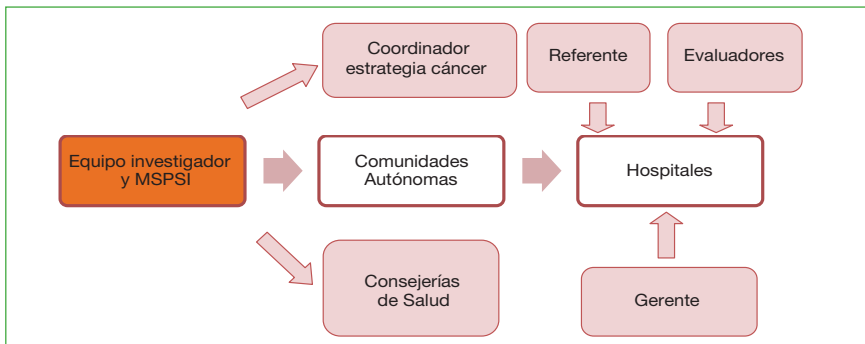 Coordinador
estrategia cáncer
Referente
Evaluadores
Equipo investigador
y MSPSI
Comunidades
Autónomas
Hospitales
Consejerías
de Salud
Gerente